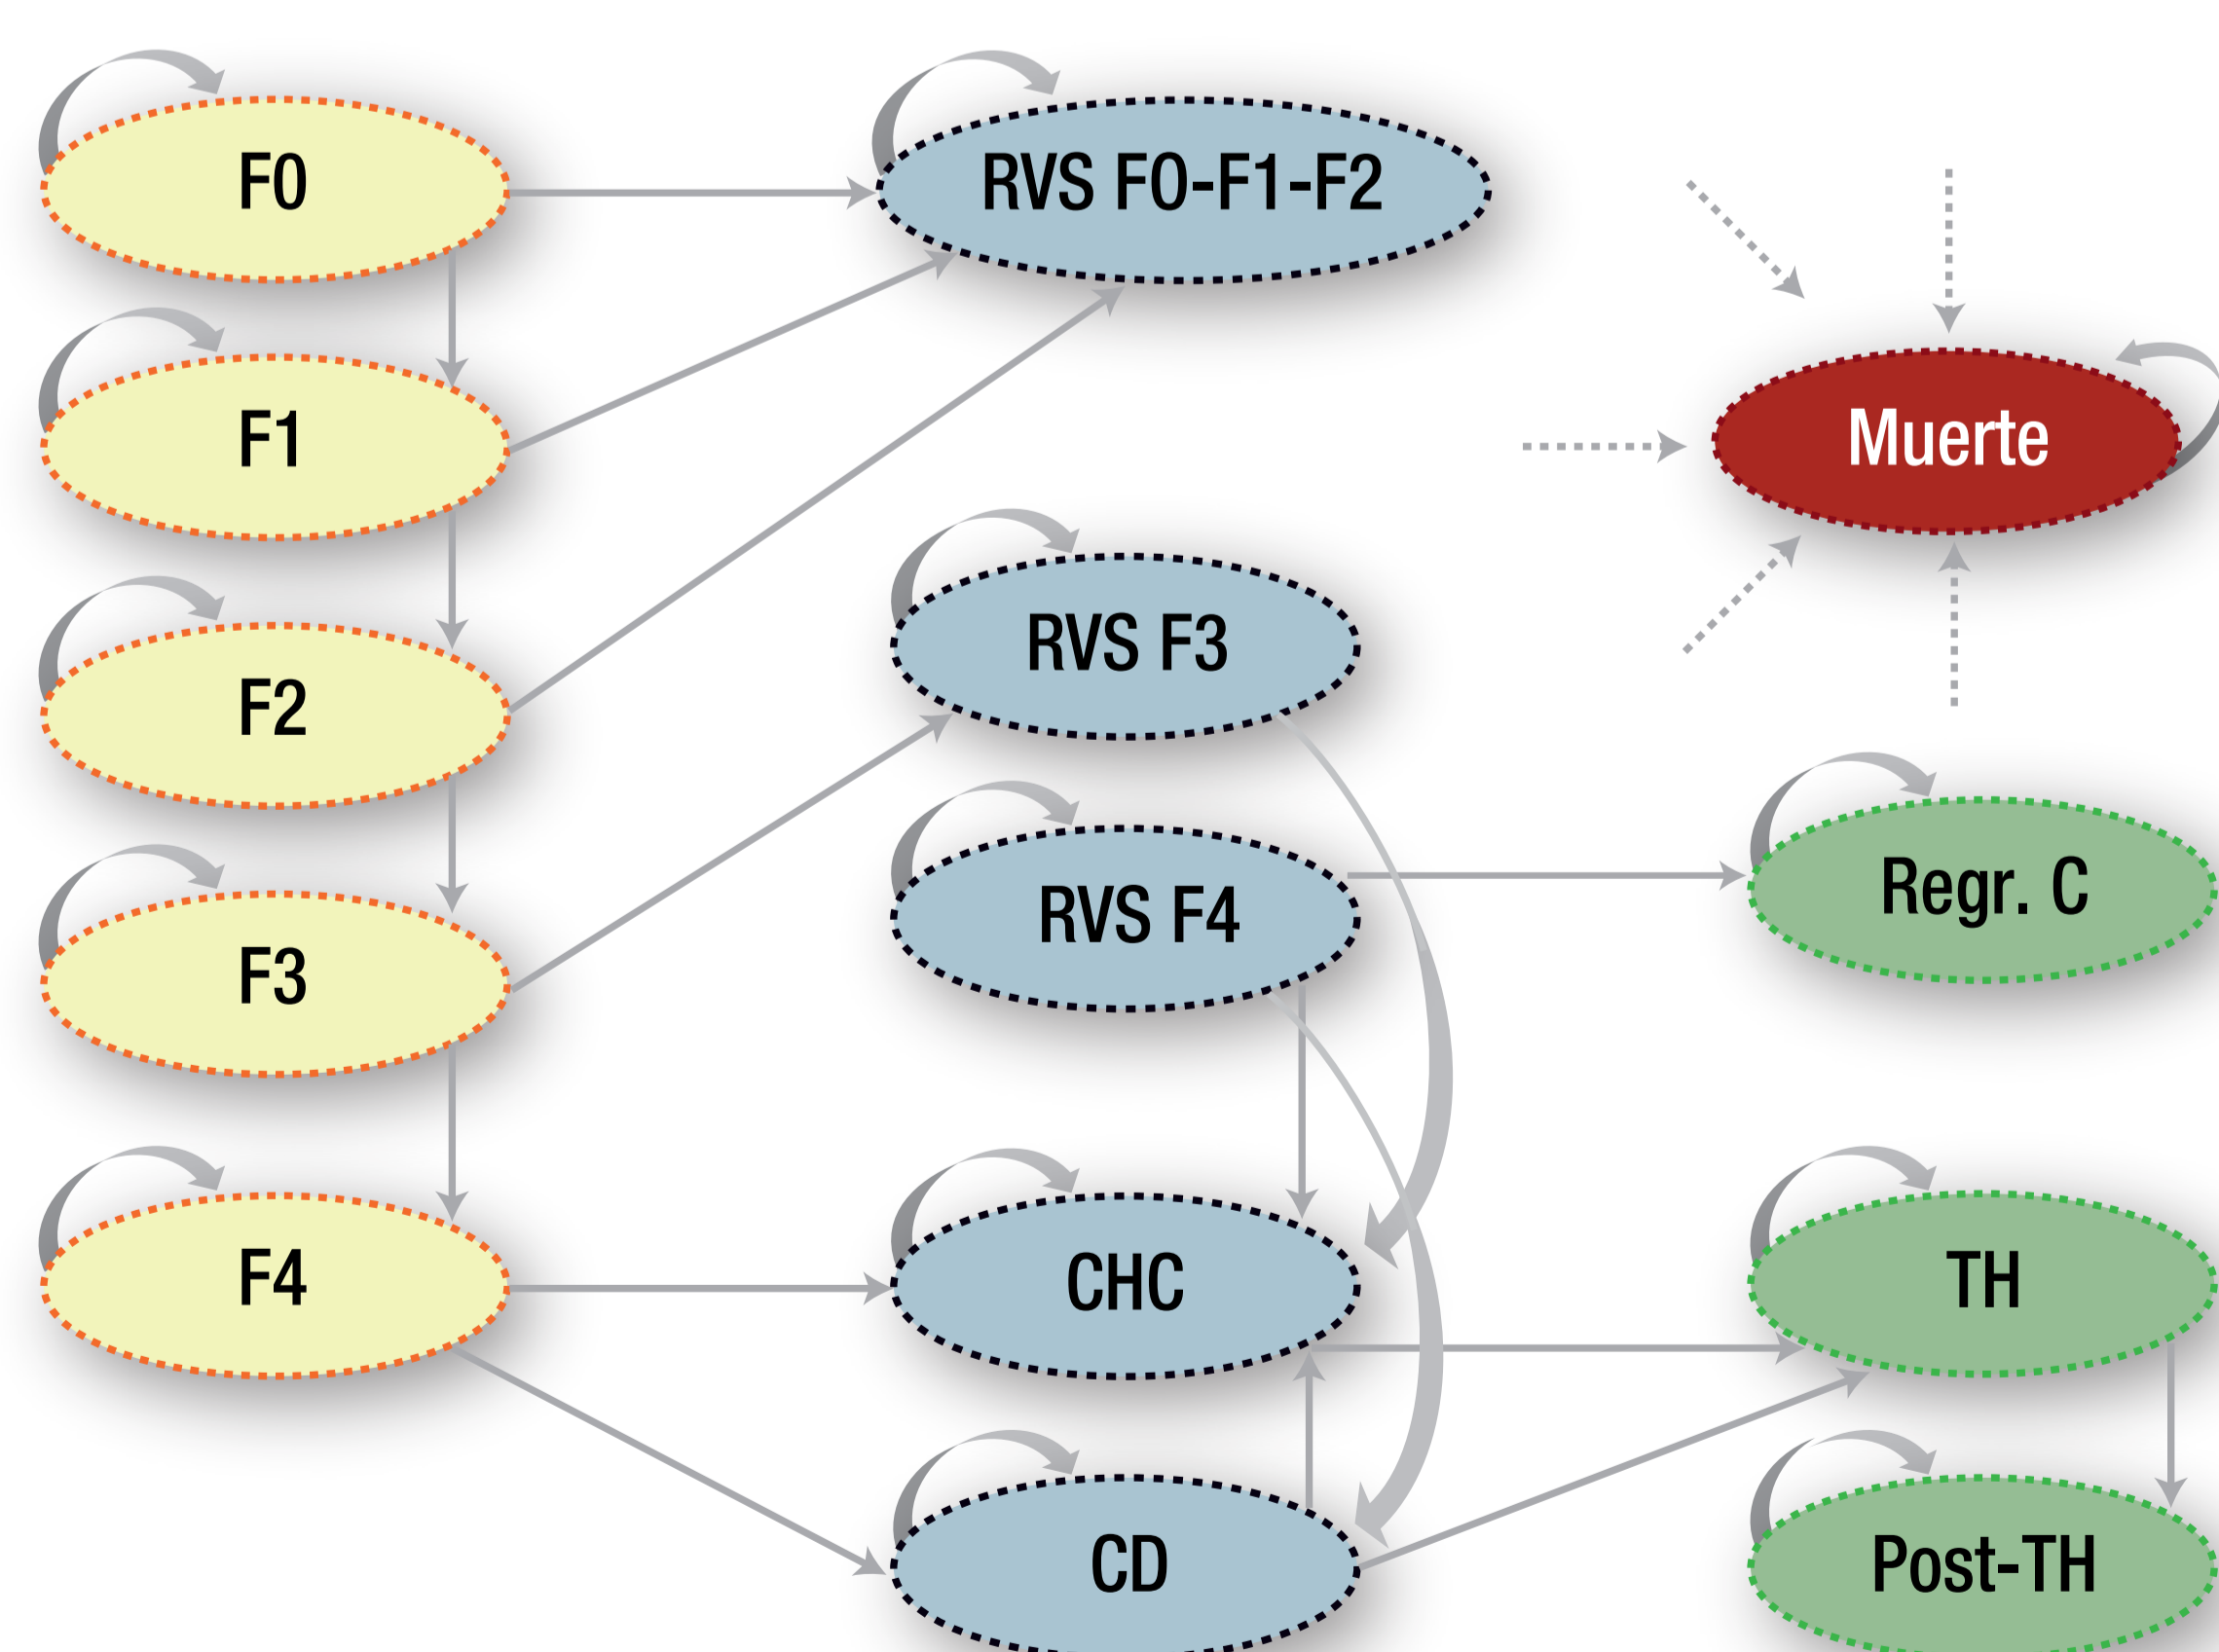 F0
RVS F0-F1-F2
F1
Muerte
RVS F3
F2
RVS F4
Regr. C
F3
F4
CHC
TH
CD
Post-TH